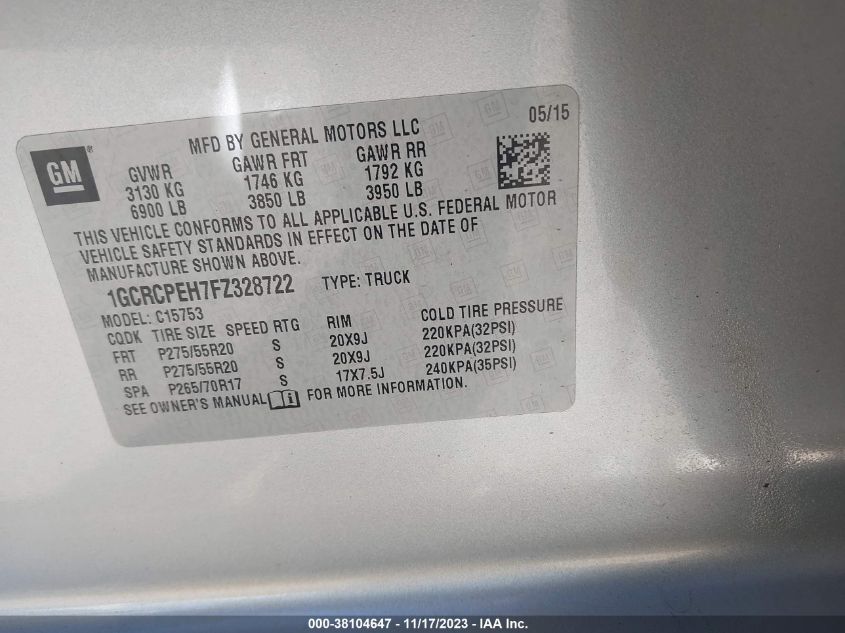 05/15
GM
MFD BY GENERAL MOTORS LLC
GVWR GAWR FRT GAWR RR
3130 KG 1746 KG 1792 KG
6900 LB 3850 LB 3950 LB
THIS VEHICLE CONFORMS TO ALL APPLICABLE U.S. FEDERAL MOTOR
VEHICLE SAFETY STANDARDS IN EFFECT ON THE DATE OF
MANUFACTURE SHOWN ABOVE.
1GCRCPEH7FZ328722 TYPE: TRUCK
MODEL: C15753
CQDK TIRE SIZE SPEED RTG RIM COLD TIRE PRESSURE
FRT P275/55R20 S 20X9J 220KPA(32PSI)
RR P275/55R20 S 20X9J 220KPA(32PSI)
SPA P265/70R17 S 17X7.5J 240KPA(35PSI)
SEE OWNER'S MANUAL FOR MORE INFORMATION.
000-38104647 - 11/17/2023 - IAA Inc.